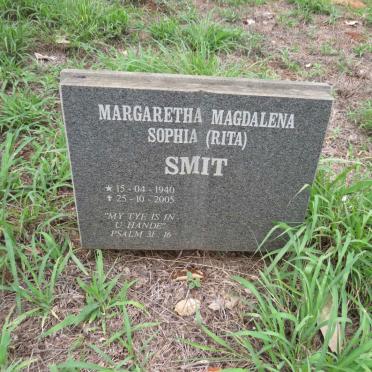 MARGARETHA MAGDALENA
SOPHIA (RITA)
SMIT
★ 15 - 04 - 1940
✝ 25 - 10 - 2005
"MY TYE IS IN
U HANDE"
PSALM 31 . 16